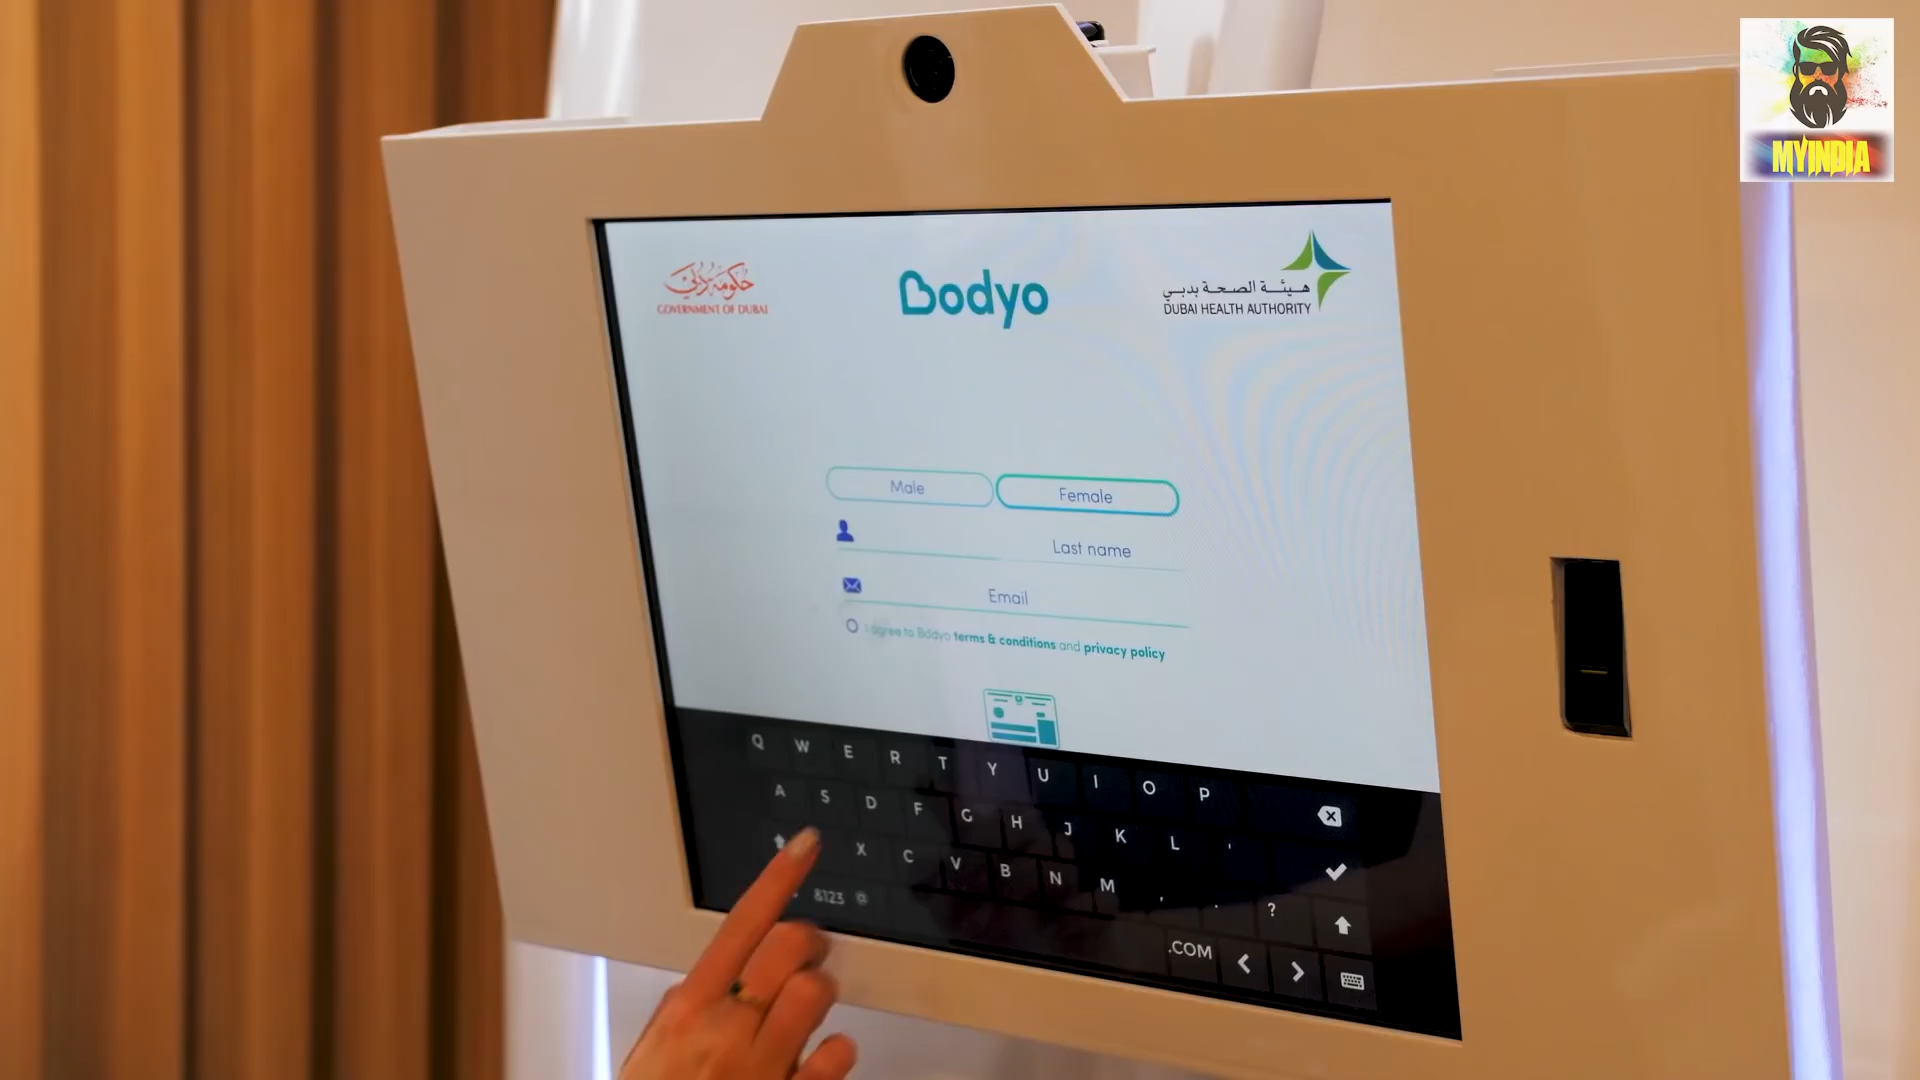 MYINDIA
حكومة دبي
GOVERNMENT OF DUBAI
Bodyo
هيئة الصحة بدبي
DUBAI HEALTH AUTHORITY
Male
Female
Last name
Email
I agree to Bodyo terms & conditions and privacy policy
Q W E R T Y U I O P
A S D F G H J K L '
X C V B N M , . ?
&123 @ .COM < >